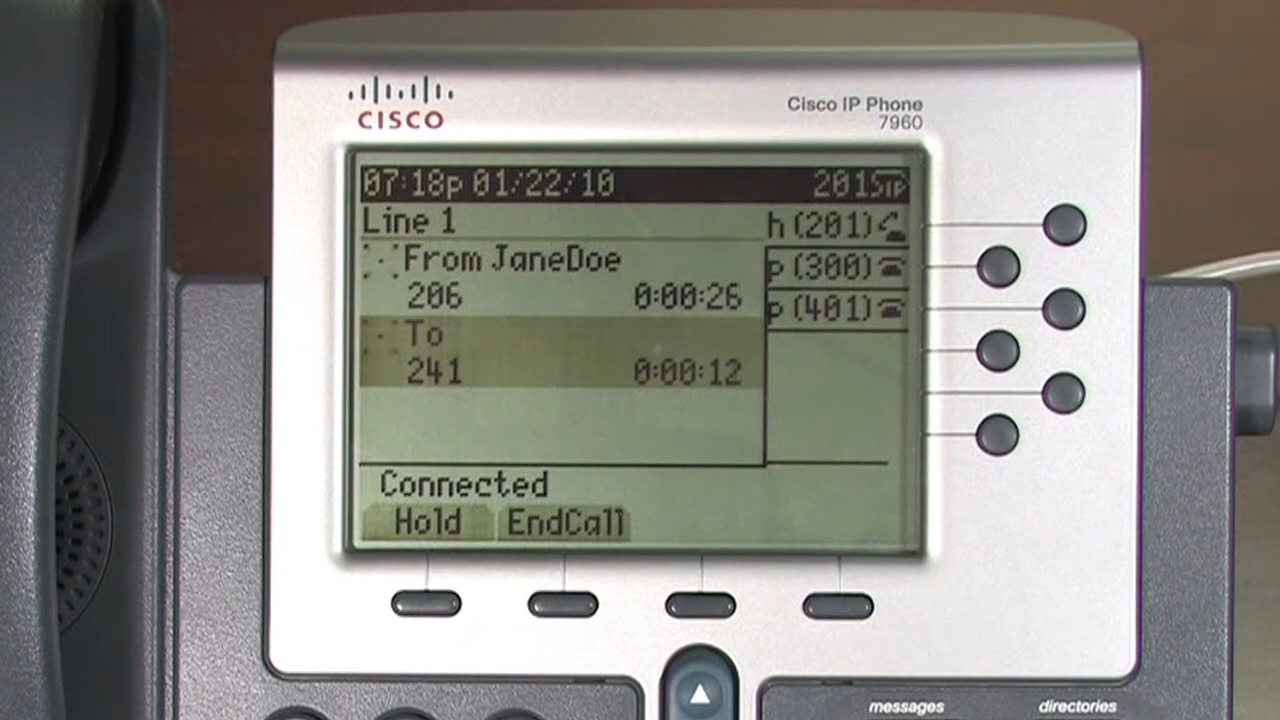 CISCO
Cisco IP Phone
7960
07:18p 01/22/10 201
Line 1 h (201)
From JaneDoe p (300)
206 0:00:26 p (401)
To
241 0:00:12
Connected
Hold EndCall
messages directories